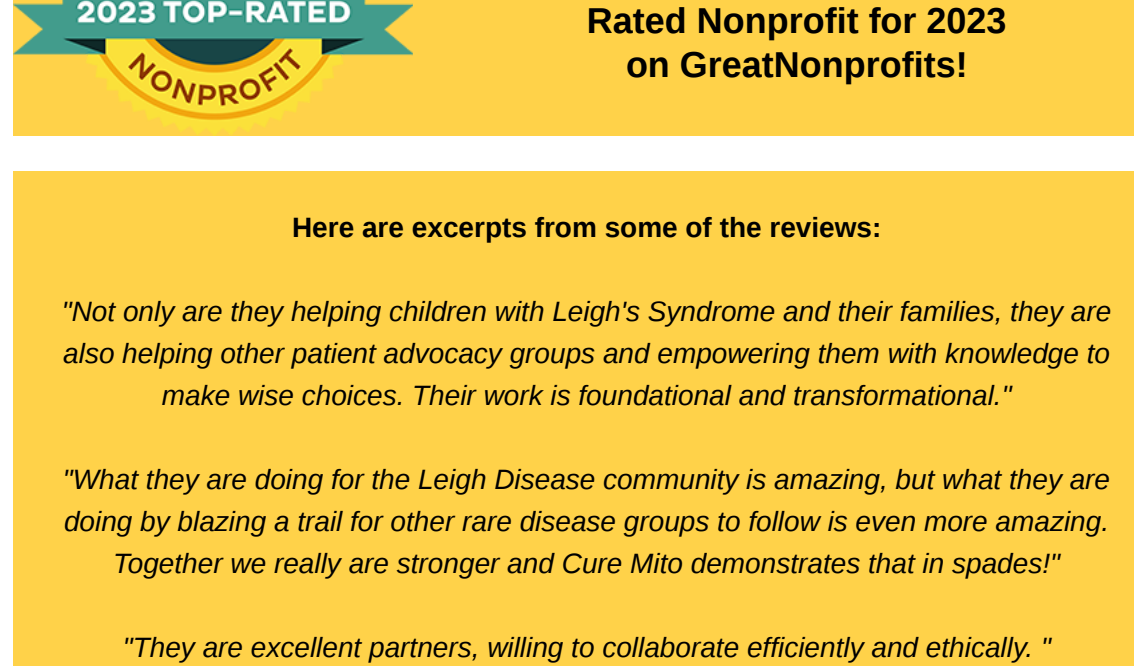 2023 TOP-RATED
NONPROFIT
Rated Nonprofit for 2023
on GreatNonprofits!
Here are excerpts from some of the reviews:
"Not only are they helping children with Leigh's Syndrome and their families, they are
also helping other patient advocacy groups and empowering them with knowledge to
make wise choices. Their work is foundational and transformational."
"What they are doing for the Leigh Disease community is amazing, but what they are
doing by blazing a trail for other rare disease groups to follow is even more amazing.
Together we really are stronger and Cure Mito demonstrates that in spades!"
"They are excellent partners, willing to collaborate efficiently and ethically. "